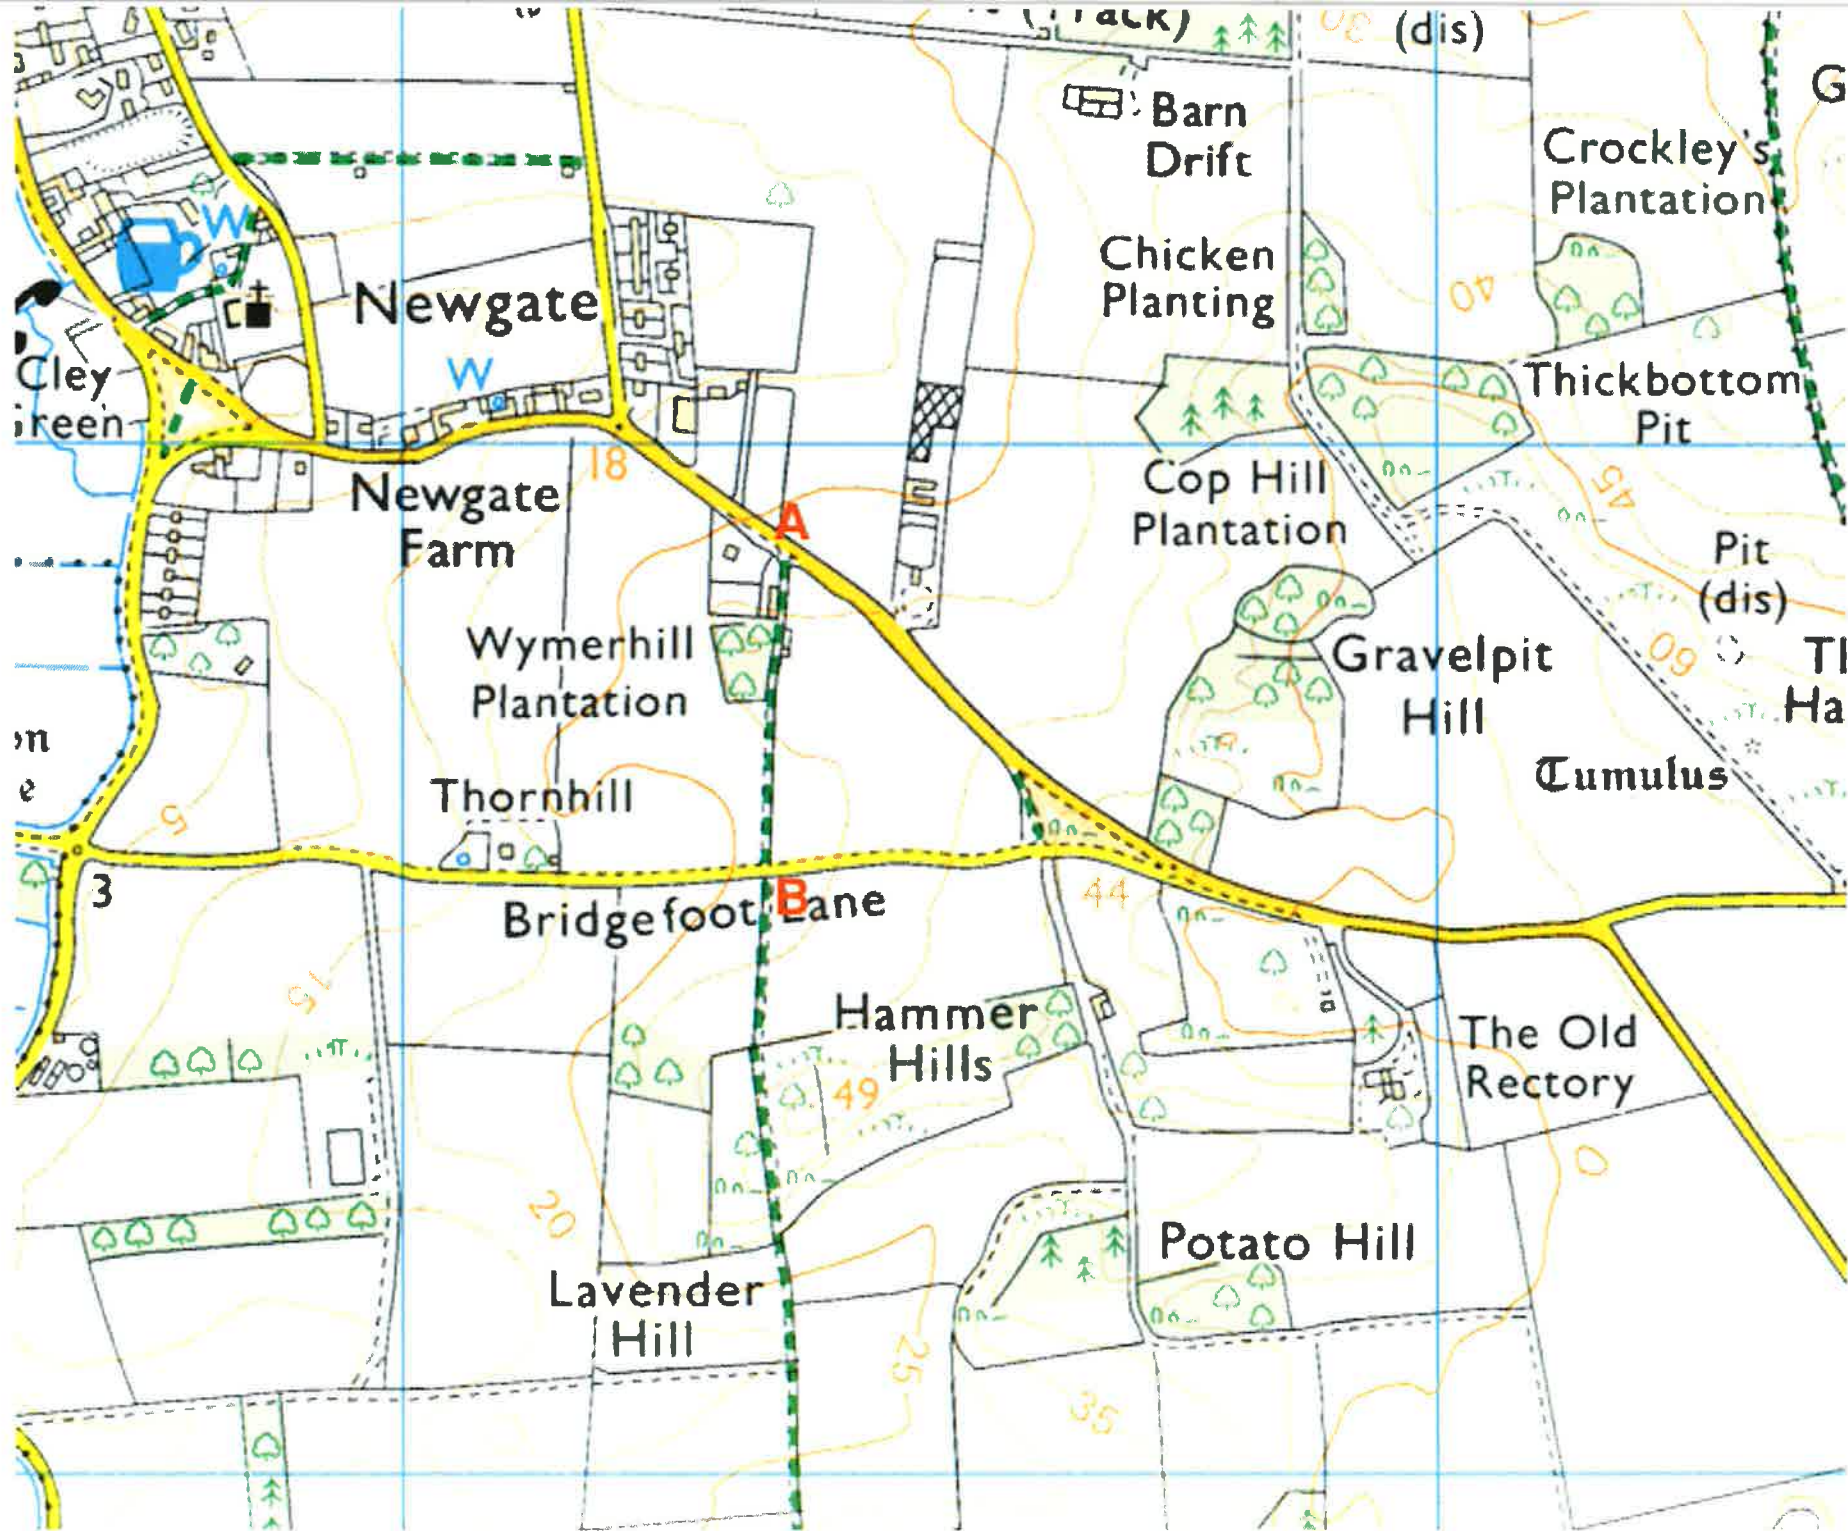 (dis)
Barn
Drift
Crockley's
Plantation
W
Chicken
Planting
40
Newgate
W
Cley
Green
Thickbottom
Pit
18
Newgate
Farm
Cop Hill
Plantation
45
A
Pit
(dis)
Wymerhill
Plantation
Gravelpit
Hill
60
Ha
Tumulus
Thornhill
5
3
B
Bridgefoot Lane
44
15
Hammer
Hills
49
The Old
Rectory
20
Potato Hill
Lavender
Hill
25
35